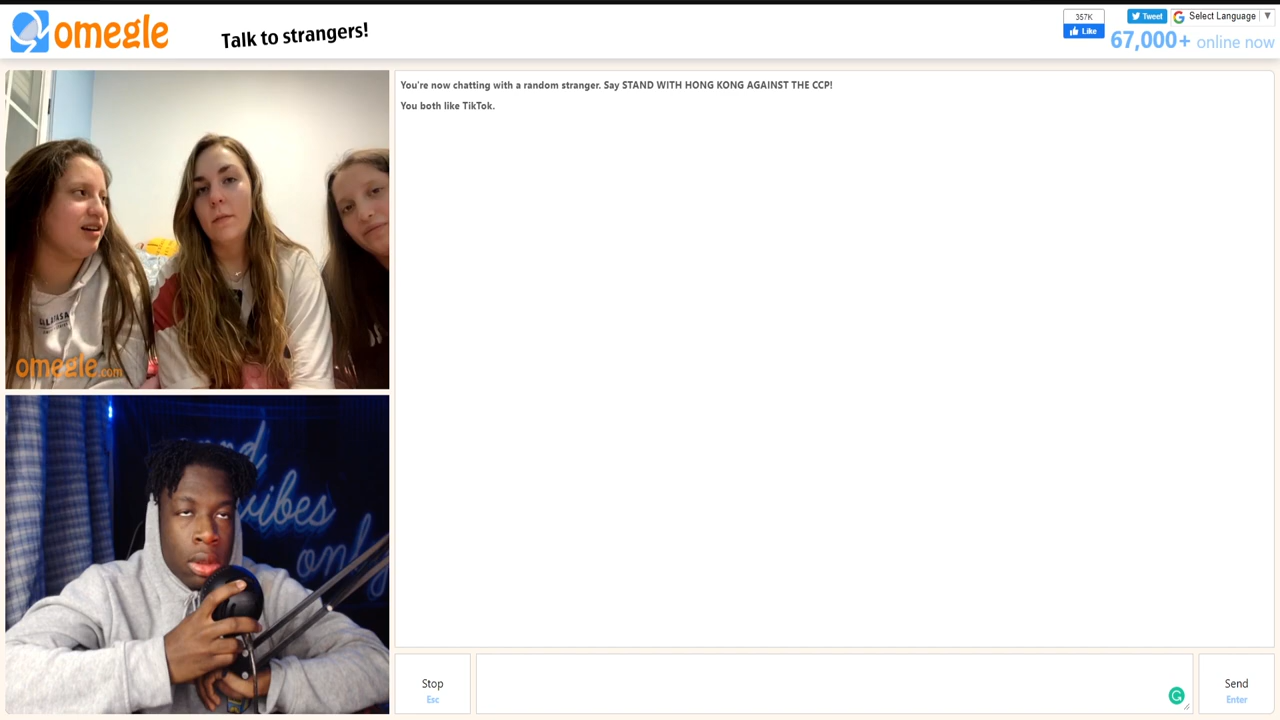 omegle
Talk to strangers!
357K
Like
Tweet
Select Language
67,000+ online now
You're now chatting with a random stranger. Say STAND WITH HONG KONG AGAINST THE CCP!
You both like TikTok.
omegle.com
vibes
only
Stop
Esc
Send
Enter